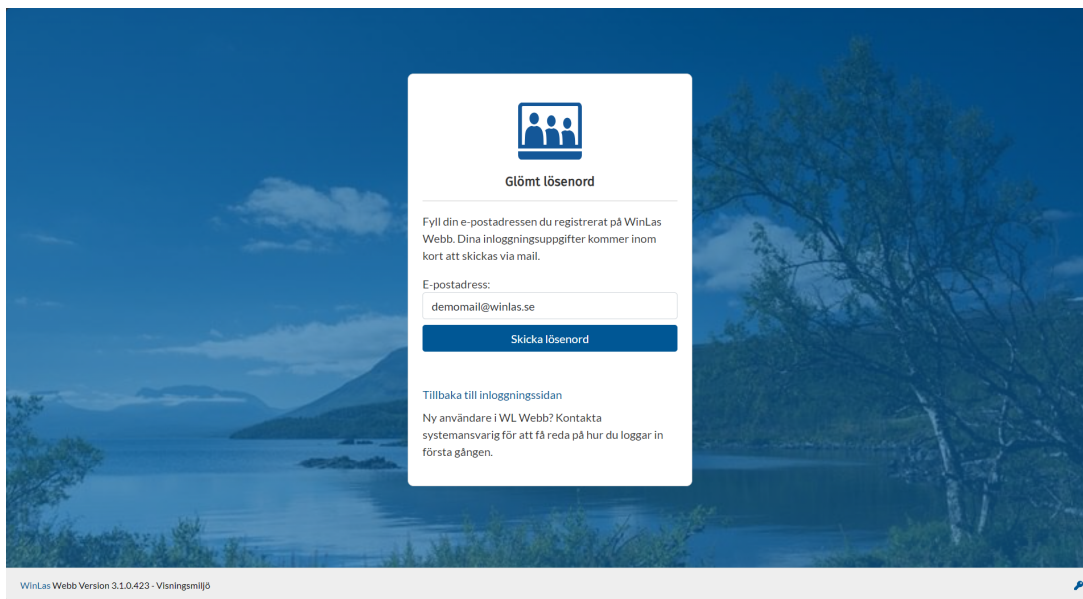 Glömt lösenord
Fyll din e-postadressen du registrerat på WinLas
Webb. Dina inloggningsuppgifter kommer inom
kort att skickas via mail.
E-postadress:
demomail@winlas.se
Skicka lösenord
Tillbaka till inloggningssidan
Ny användare i WL Webb? Kontakta
systemansvarig för att få reda på hur du loggar in
första gången.
WinLas Webb Version 3.1.0.423 - Visningsmiljö